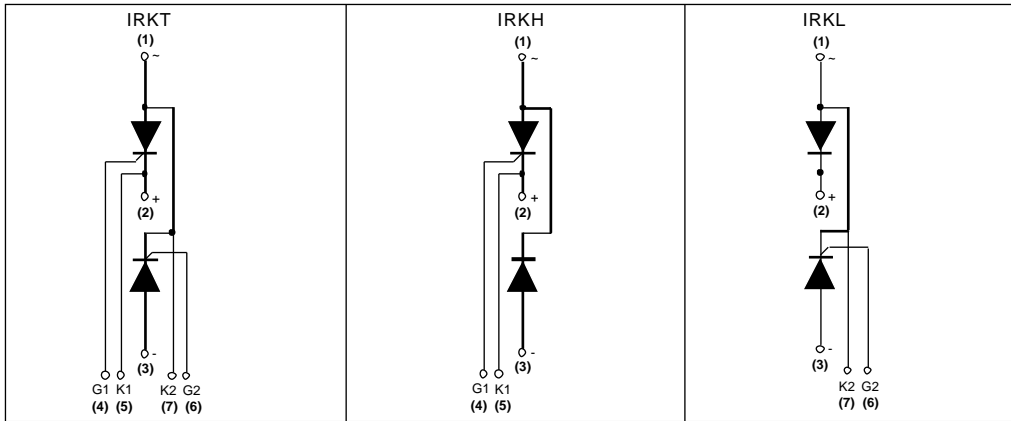 IRKT
(1)
~
+
(2)
-
(3)
G1 K1 K2 G2
(4) (5) (7) (6)
IRKH
(1)
~
+
(2)
-
(3)
G1 K1
(4) (5)
IRKL
(1)
~
+
(2)
-
(3)
K2 G2
(7) (6)